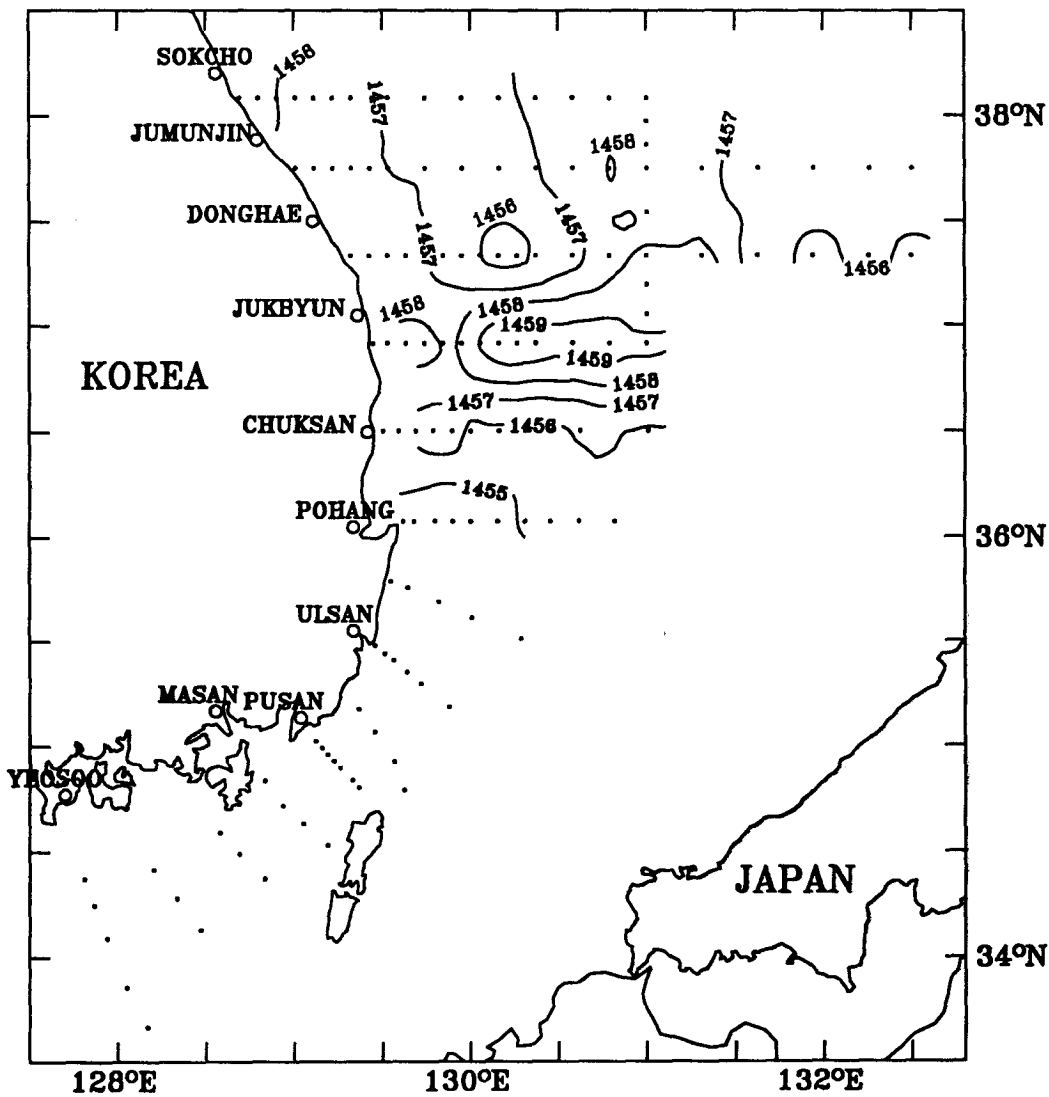 SOKCHO
1458
1457
38°N
JUMUNJIN
1458
1457
DONGHAE
1456
1457
1457
1456
JUKBYUN
1458
1458
1459
1459
KOREA
1458
1457
1457
CHUKSAN
1456
1455
POHANG
36°N
ULSAN
MASAN
PUSAN
YEOSOO
JAPAN
34°N
128°E
130°E
132°E